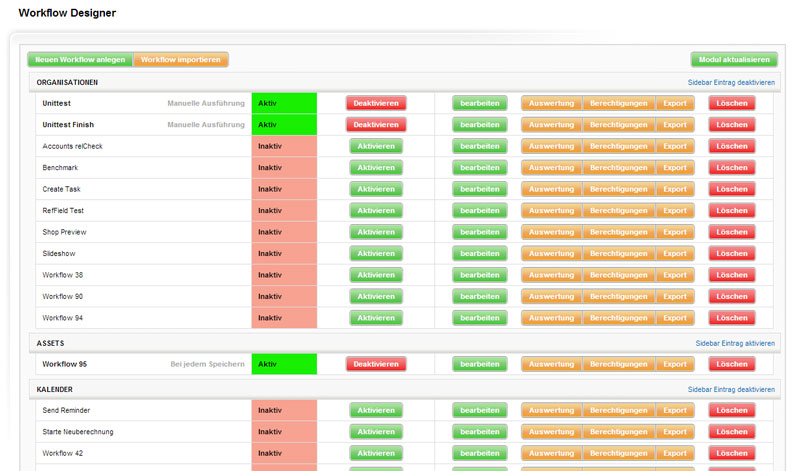 Workflow Designer
Neuen Workflow anlegen Workflow importieren Modul aktualisieren
ORGANISATIONEN Sidebar Eintrag deaktivieren
Unittest Manuelle Ausführung Aktiv Deaktivieren bearbeiten Auswertung Berechtigungen Export Löschen
Unittest Finish Manuelle Ausführung Aktiv Deaktivieren bearbeiten Auswertung Berechtigungen Export Löschen
Accounts relCheck Inaktiv Aktivieren bearbeiten Auswertung Berechtigungen Export Löschen
Benchmark Inaktiv Aktivieren bearbeiten Auswertung Berechtigungen Export Löschen
Create Task Inaktiv Aktivieren bearbeiten Auswertung Berechtigungen Export Löschen
RefField Test Inaktiv Aktivieren bearbeiten Auswertung Berechtigungen Export Löschen
Shop Preview Inaktiv Aktivieren bearbeiten Auswertung Berechtigungen Export Löschen
Slideshow Inaktiv Aktivieren bearbeiten Auswertung Berechtigungen Export Löschen
Workflow 38 Inaktiv Aktivieren bearbeiten Auswertung Berechtigungen Export Löschen
Workflow 90 Inaktiv Aktivieren bearbeiten Auswertung Berechtigungen Export Löschen
Workflow 94 Inaktiv Aktivieren bearbeiten Auswertung Berechtigungen Export Löschen
ASSETS Sidebar Eintrag aktivieren
Workflow 95 Bei jedem Speichern Aktiv Deaktivieren bearbeiten Auswertung Berechtigungen Export Löschen
KALENDER Sidebar Eintrag deaktivieren
Send Reminder Inaktiv Aktivieren bearbeiten Auswertung Berechtigungen Export Löschen
Starte Neuberechnung Inaktiv Aktivieren bearbeiten Auswertung Berechtigungen Export Löschen
Workflow 42 Inaktiv Aktivieren bearbeiten Auswertung Berechtigungen Export Löschen